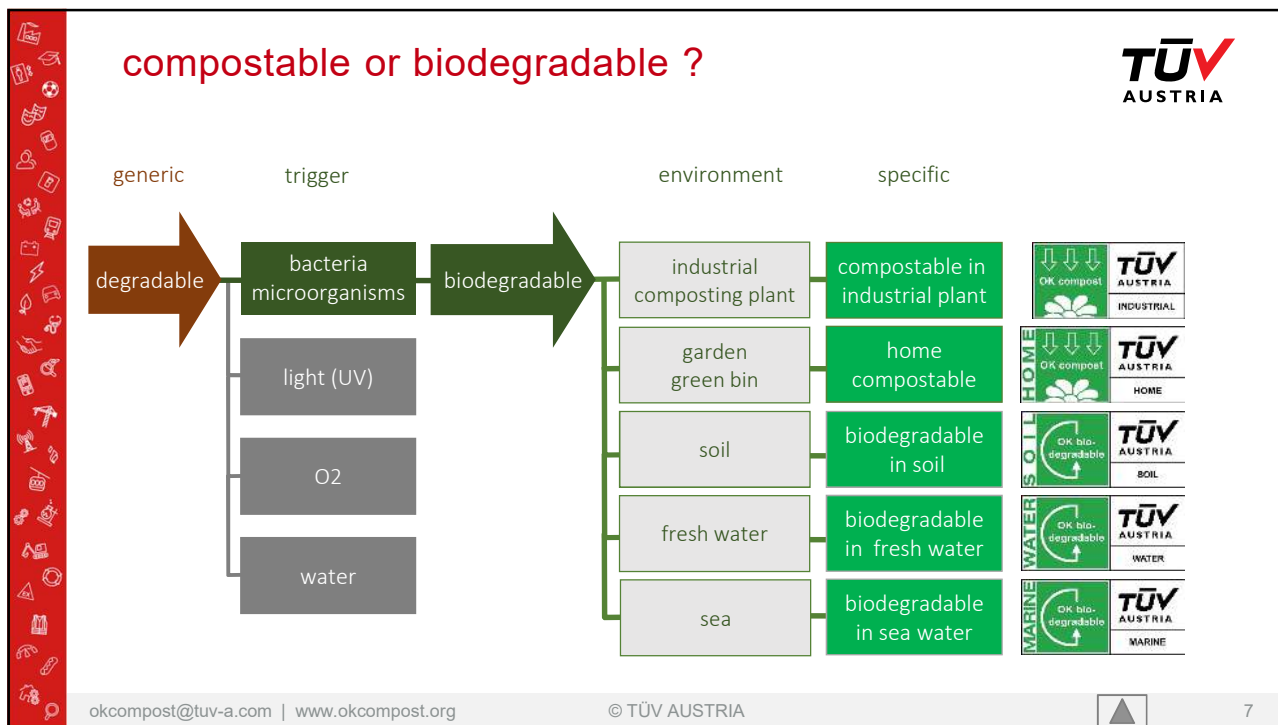 compostable or biodegradable ?
TÜV
AUSTRIA
generic
trigger
environment
specific
degradable
bacteria
microorganisms
biodegradable
light (UV)
O2
water
industrial
composting plant
compostable in
industrial plant
OK compost
TÜV
AUSTRIA
INDUSTRIAL
garden
green bin
home
compostable
HOME
OK compost
TÜV
AUSTRIA
HOME
soil
biodegradable
in soil
SOIL
OK bio-
degradable
TÜV
AUSTRIA
SOIL
fresh water
biodegradable
in fresh water
WATER
OK bio-
degradable
TÜV
AUSTRIA
WATER
sea
biodegradable
in sea water
MARINE
OK bio-
degradable
TÜV
AUSTRIA
MARINE
okcompost@tuv-a.com | www.okcompost.org
© TÜV AUSTRIA
7